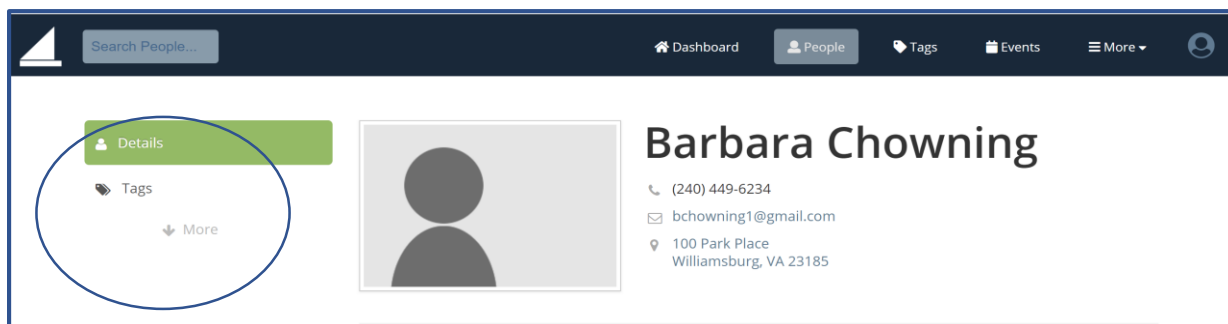 Search People... Dashboard People Tags Events More
Details
Tags
More
Barbara Chowning
(240) 449-6234
bchowning1@gmail.com
100 Park Place
Williamsburg, VA 23185